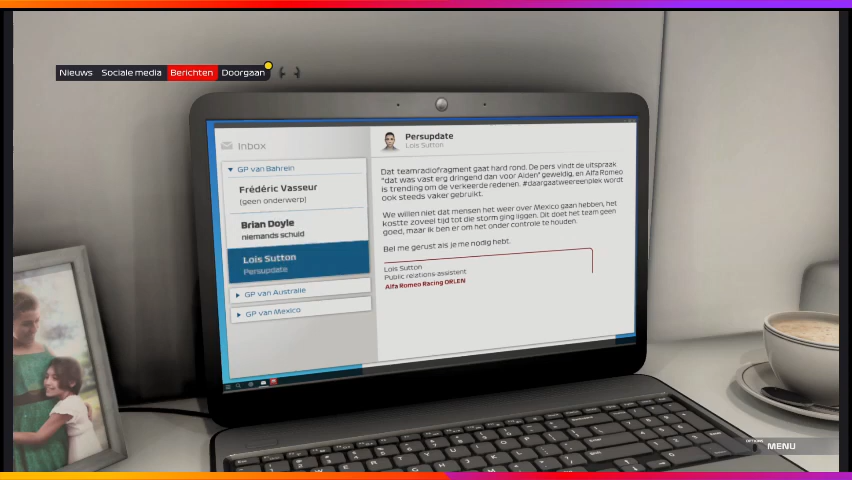 Nieuws Sociale media Berichten Doorgaan
Inbox
GP van Bahrein
Frédéric Vasseur
(geen onderwerp)
Brian Doyle
niemands schuld
Lois Sutton
Persupdate
GP van Australië
GP van Mexico
Persupdate
Lois Sutton
Dat teamradiofragment gaat hard rond. De pers vindt de uitspraak
"dat was vast erg dringend dan voor Aiden" geweldig, en Alfa Romeo
is trending om de verkeerde redenen. #daargaatweereenplek wordt
ook steeds vaker gebruikt.
We willen niet dat mensen het weer over Mexico gaan hebben, het
kostte zoveel tijd tot die storm ging liggen. Dit doet het team geen
goed, maar ik ben er om het onder controle te houden.
Bel me gerust als je me nodig hebt.
Lois Sutton
Public relations-assistent
Alfa Romeo Racing ORLEN
OPTIONS MENU